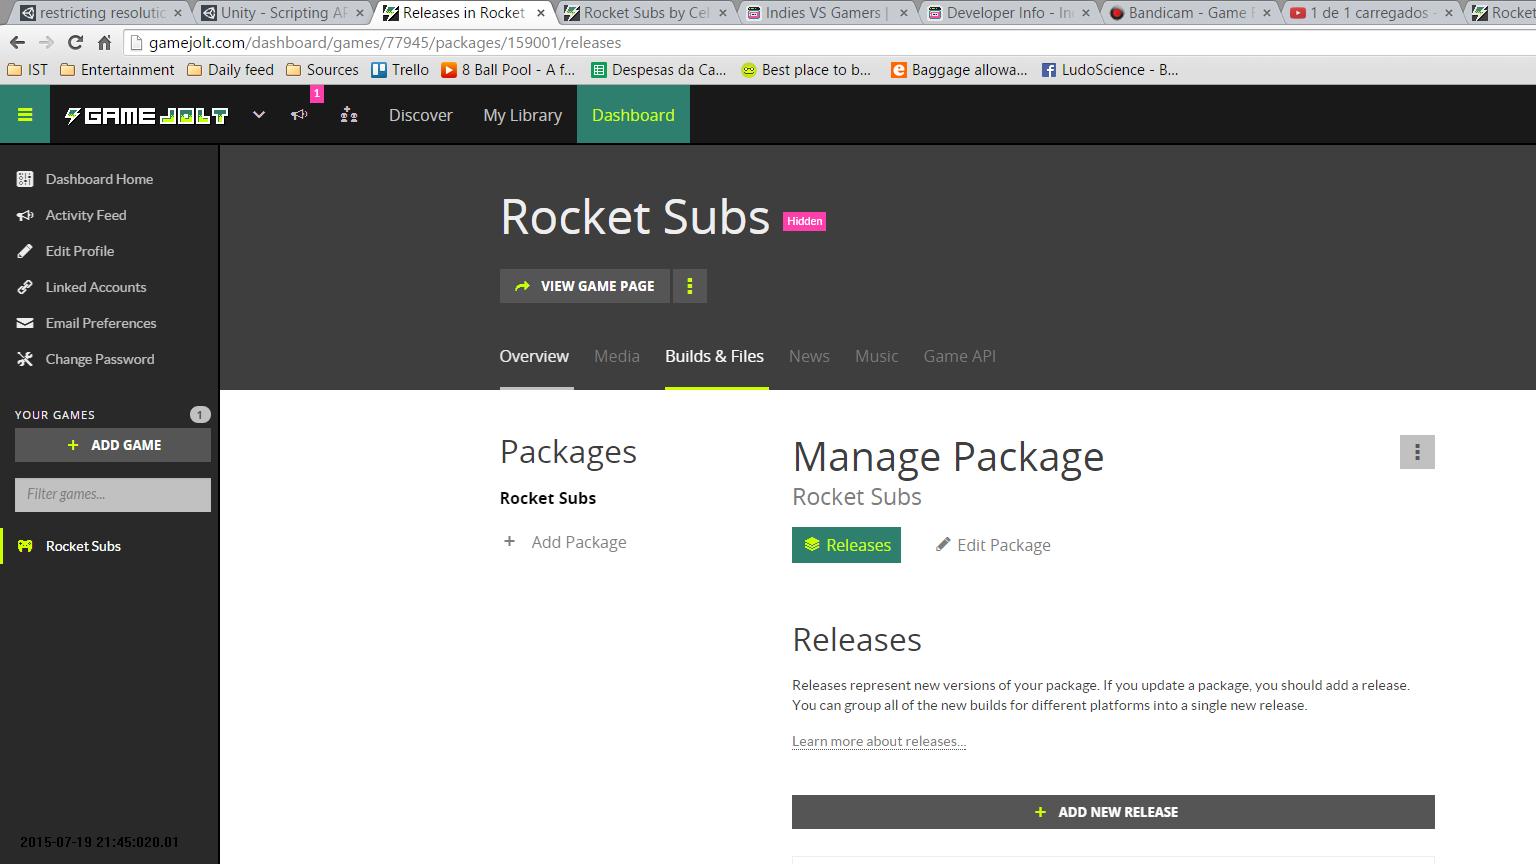 restricting resolutic
Unity - Scripting AP
Releases in Rocket
Rocket Subs by Cel
Indies VS Gamers |
Developer Info - In
Bandicam - Game F
1 de 1 carregados -
Rocket
gamejolt.com/dashboard/games/77945/packages/159001/releases
IST
Entertainment
Daily feed
Sources
Trello
8 Ball Pool - A f...
Despesas da Ca...
Best place to b...
Baggage allowa...
LudoScience - B...
GAME JOLT
1
Discover
My Library
Dashboard
Dashboard Home
Activity Feed
Edit Profile
Linked Accounts
Email Preferences
Change Password
YOUR GAMES
1
+ ADD GAME
Filter games...
Rocket Subs
2015-07-19 21:45:020.01
Rocket Subs
Hidden
VIEW GAME PAGE
Overview
Media
Builds & Files
News
Music
Game API
Packages
Rocket Subs
+ Add Package
Manage Package
Rocket Subs
Releases
Edit Package
Releases
Releases represent new versions of your package. If you update a package, you should add a release.
You can group all of the new builds for different platforms into a single new release.
Learn more about releases...
+ ADD NEW RELEASE